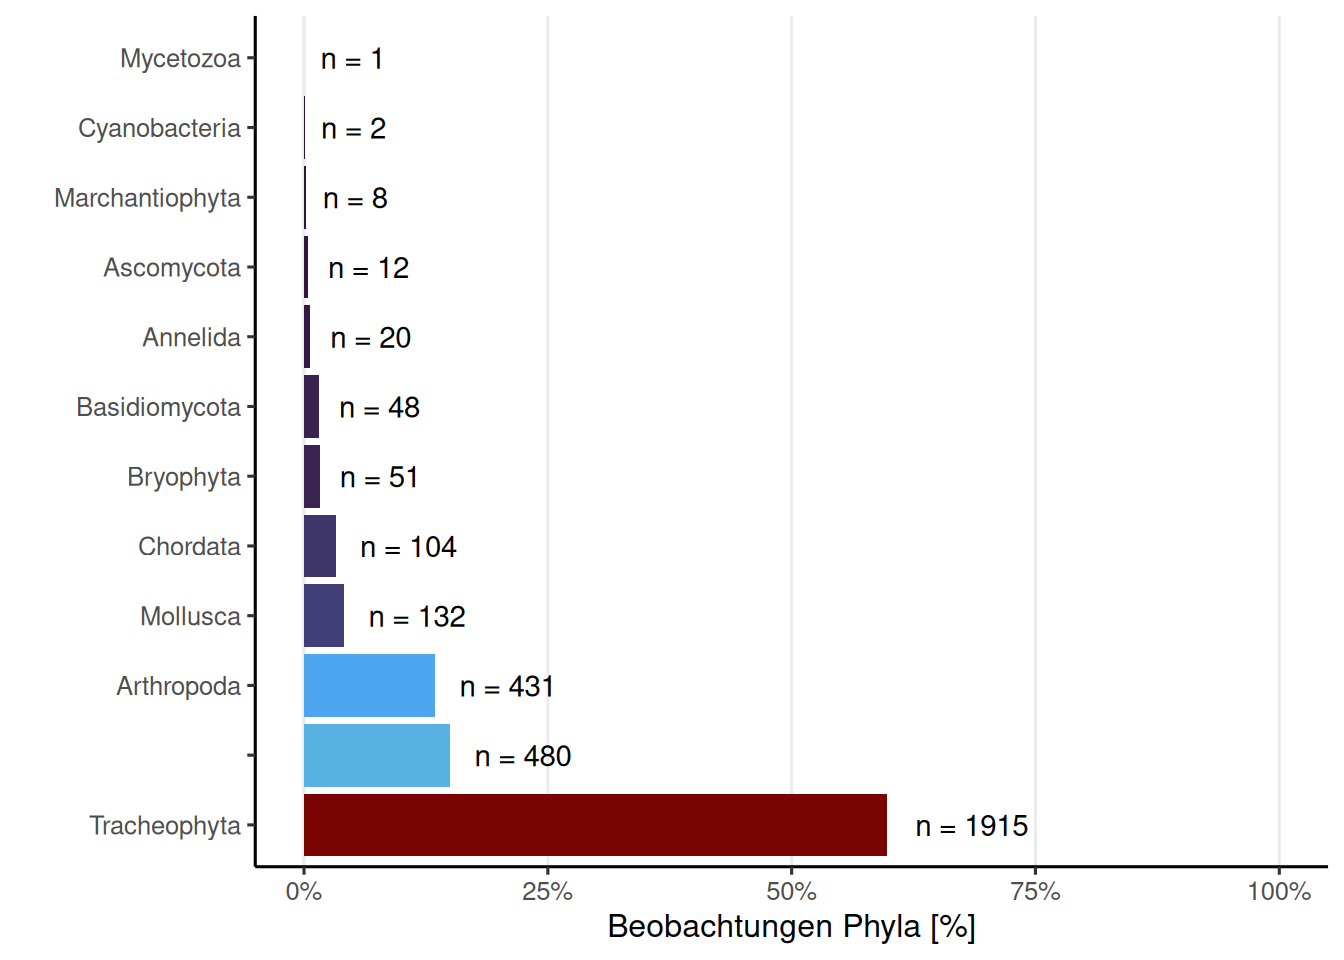 Mycetozoa n = 1
Cyanobacteria n = 2
Marchantiophyta n = 8
Ascomycota n = 12
Annelida n = 20
Basidiomycota n = 48
Bryophyta n = 51
Chordata n = 104
Mollusca n = 132
Arthropoda n = 431
n = 480
Tracheophyta n = 1915
0% 25% 50% 75% 100%
Beobachtungen Phyla [%]